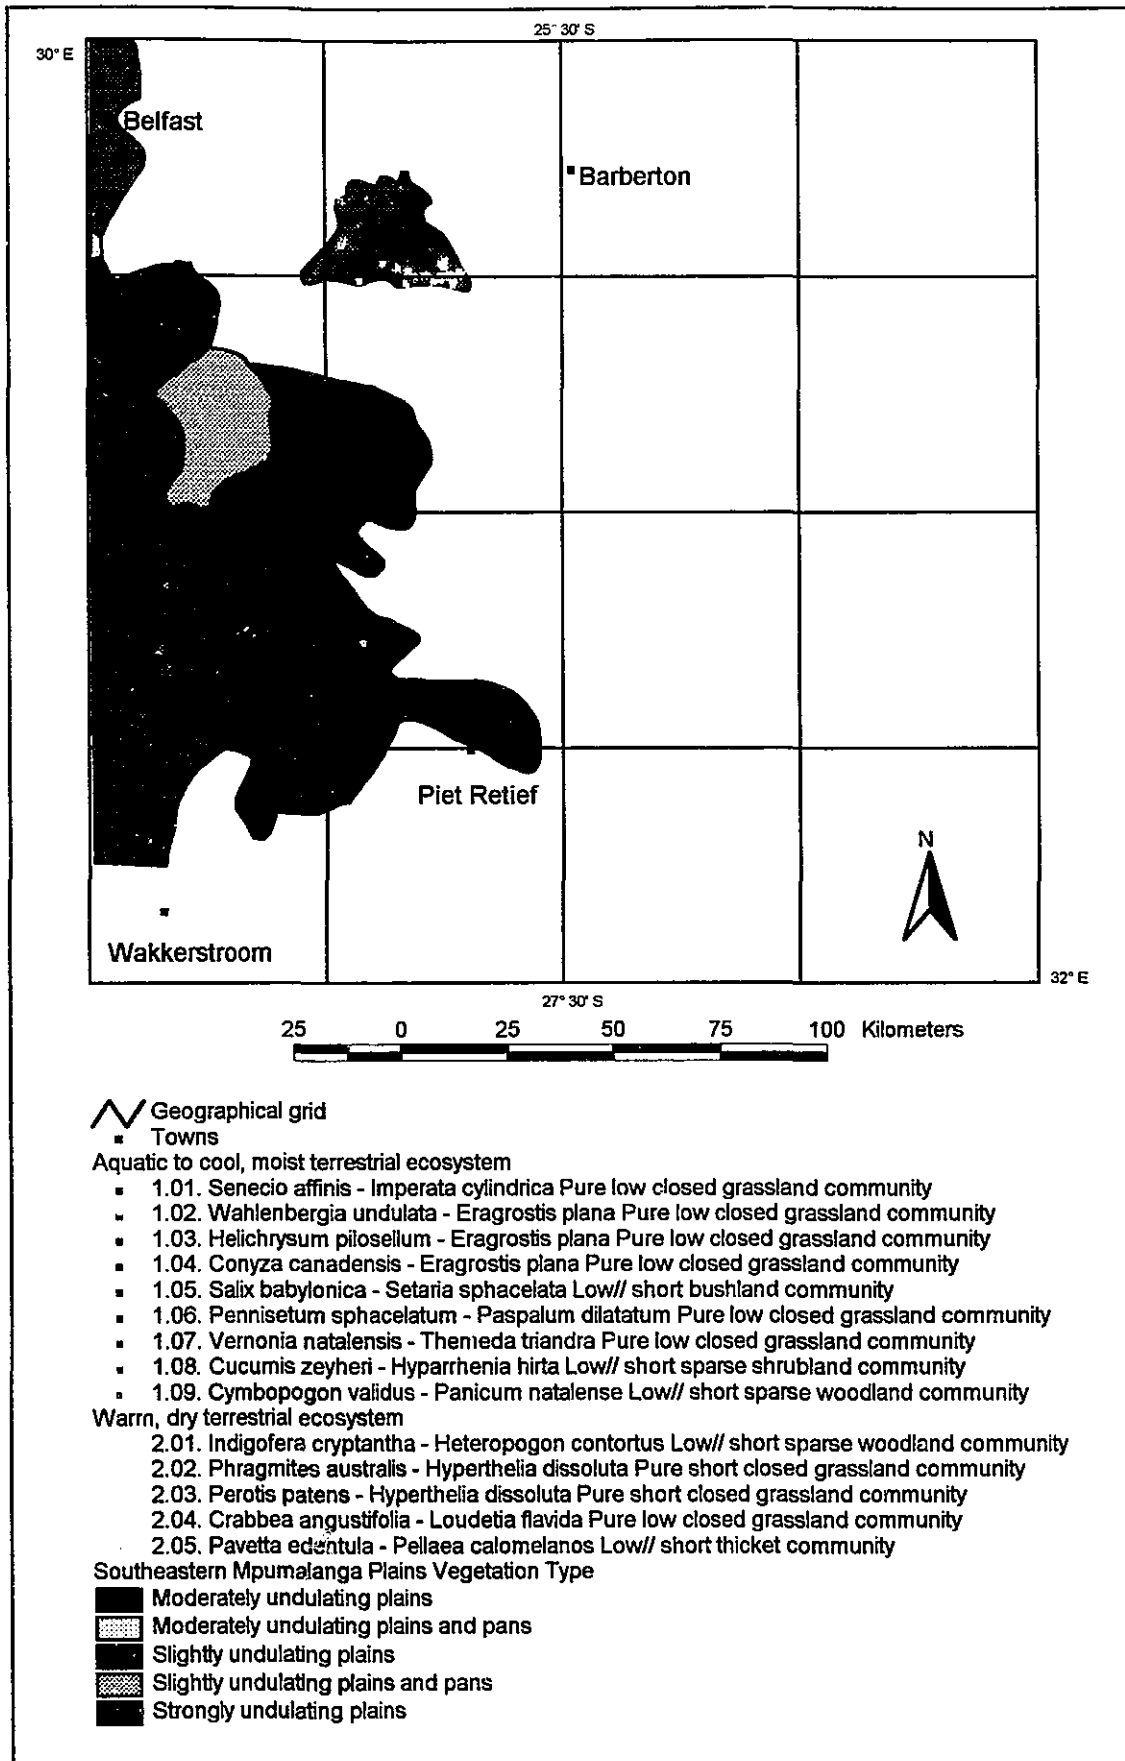 25° 30' S
30° E
Belfast
Barberton
Piet Retief
N
Wakkerstroom
32° E
27° 30' S
25 0 25 50 75 100 Kilometers
Geographical grid
Towns
Aquatic to cool, moist terrestrial ecosystem
1.01. Senecio affinis - Imperata cylindrica Pure low closed grassland community
1.02. Wahlenbergia undulata - Eragrostis plana Pure low closed grassland community
1.03. Helichrysum pilosellum - Eragrostis plana Pure low closed grassland community
1.04. Conyza canadensis - Eragrostis plana Pure low closed grassland community
1.05. Salix babylonica - Setaria sphacelata Low// short bushland community
1.06. Pennisetum sphacelatum - Paspalum dilatatum Pure low closed grassland community
1.07. Vernonia natalensis - Themeda triandra Pure low closed grassland community
1.08. Cucumis zeyheri - Hyparrhenia hirta Low// short sparse shrubland community
1.09. Cymbopogon validus - Panicum natalense Low// short sparse woodland community
Warm, dry terrestrial ecosystem
2.01. Indigofera cryptantha - Heteropogon contortus Low// short sparse woodland community
2.02. Phragmites australis - Hyperthelia dissoluta Pure short closed grassland community
2.03. Perotis patens - Hyperthelia dissoluta Pure short closed grassland community
2.04. Crabbea angustifolia - Loudetia flavida Pure low closed grassland community
2.05. Pavetta edentula - Pellaea calomelanos Low// short thicket community
Southeastern Mpumalanga Plains Vegetation Type
Moderately undulating plains
Moderately undulating plains and pans
Slightly undulating plains
Slightly undulating plains and pans
Strongly undulating plains